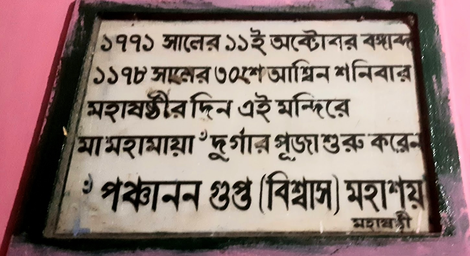 ১৭৭১ সালের ১১ই অক্টোবর বঙ্গাব্দ
১১৭৮ সালের ৩০শে আশ্বিন শনিবার
মহাষষ্ঠীর দিন এই মন্দিরে
মা মহামায়া ৺দুর্গার পূজা শুরু করেন
৺ পঞ্চানন গুপ্ত (বিশ্বাস) মহাশয়
মহাষষ্ঠী